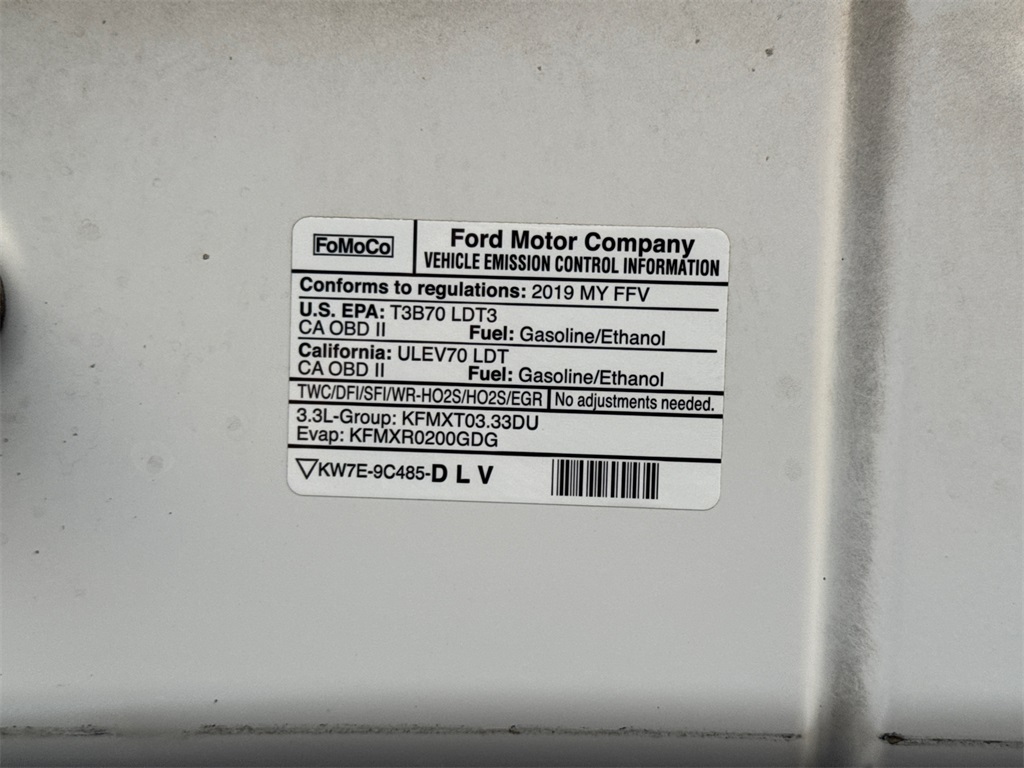 FoMoCo
Ford Motor Company
VEHICLE EMISSION CONTROL INFORMATION
Conforms to regulations: 2019 MY FFV
U.S. EPA: T3B70 LDT3
CA OBD II Fuel: Gasoline/Ethanol
California: ULEV70 LDT
CA OBD II Fuel: Gasoline/Ethanol
TWC/DFI/SFI/WR-HO2S/HO2S/EGR No adjustments needed.
3.3L-Group: KFMXT03.33DU
Evap: KFMXR0200GDG
KW7E-9C485-D L V